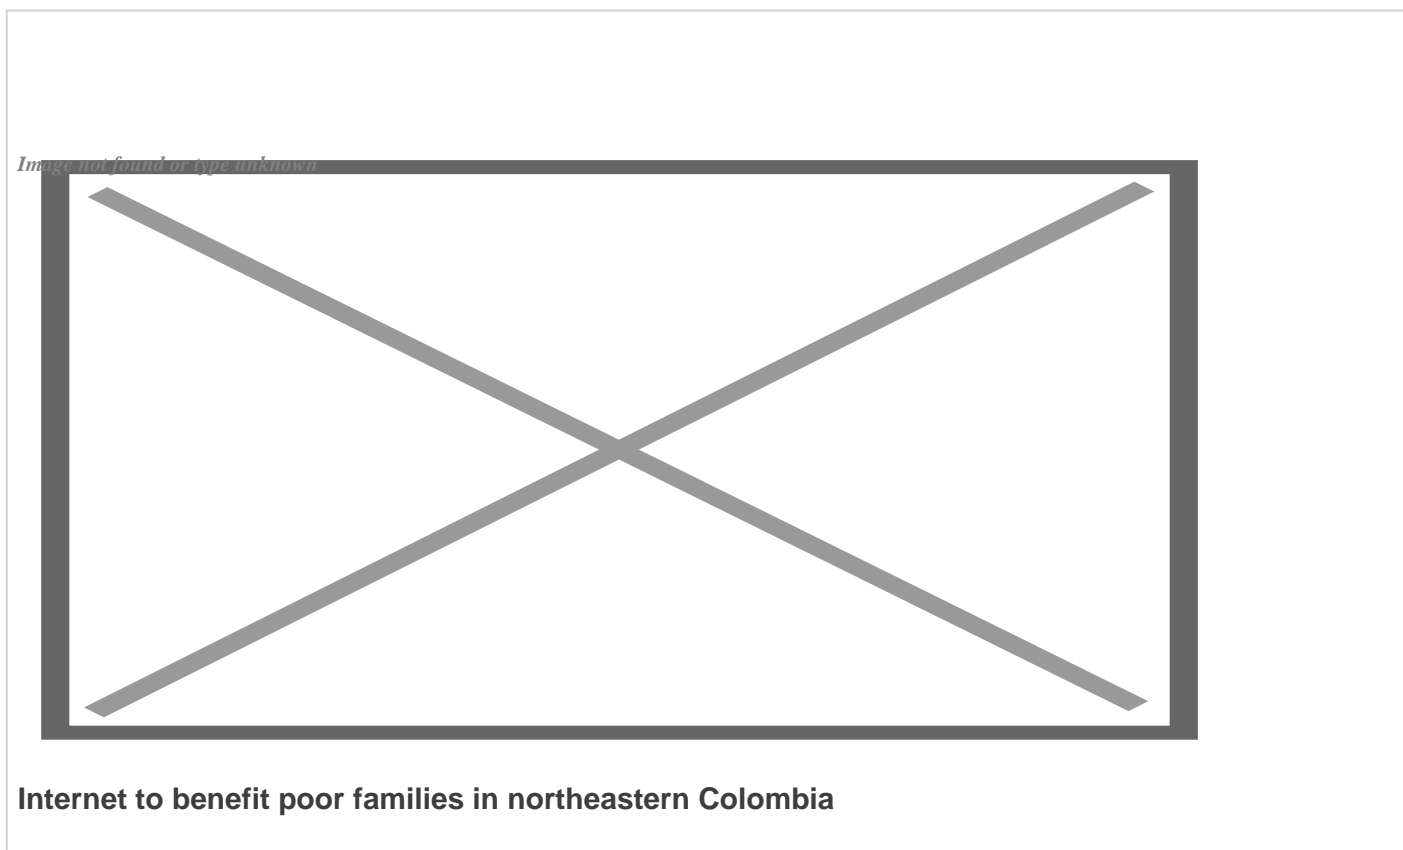 Image not found or type unknown
Internet to benefit poor families in northeastern Colombia